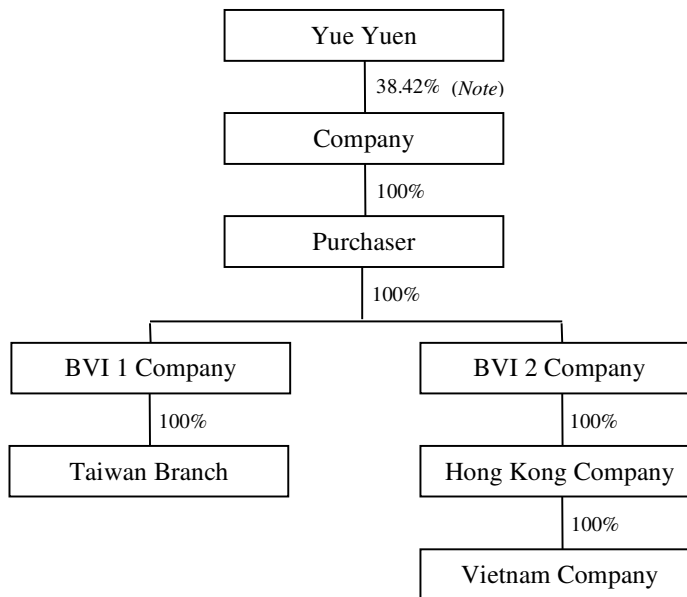 Yue Yuen
38.42% (Note)
Company
100%
Purchaser
100%
BVI 1 Company
BVI 2 Company
100%
100%
Taiwan Branch
Hong Kong Company
100%
Vietnam Company